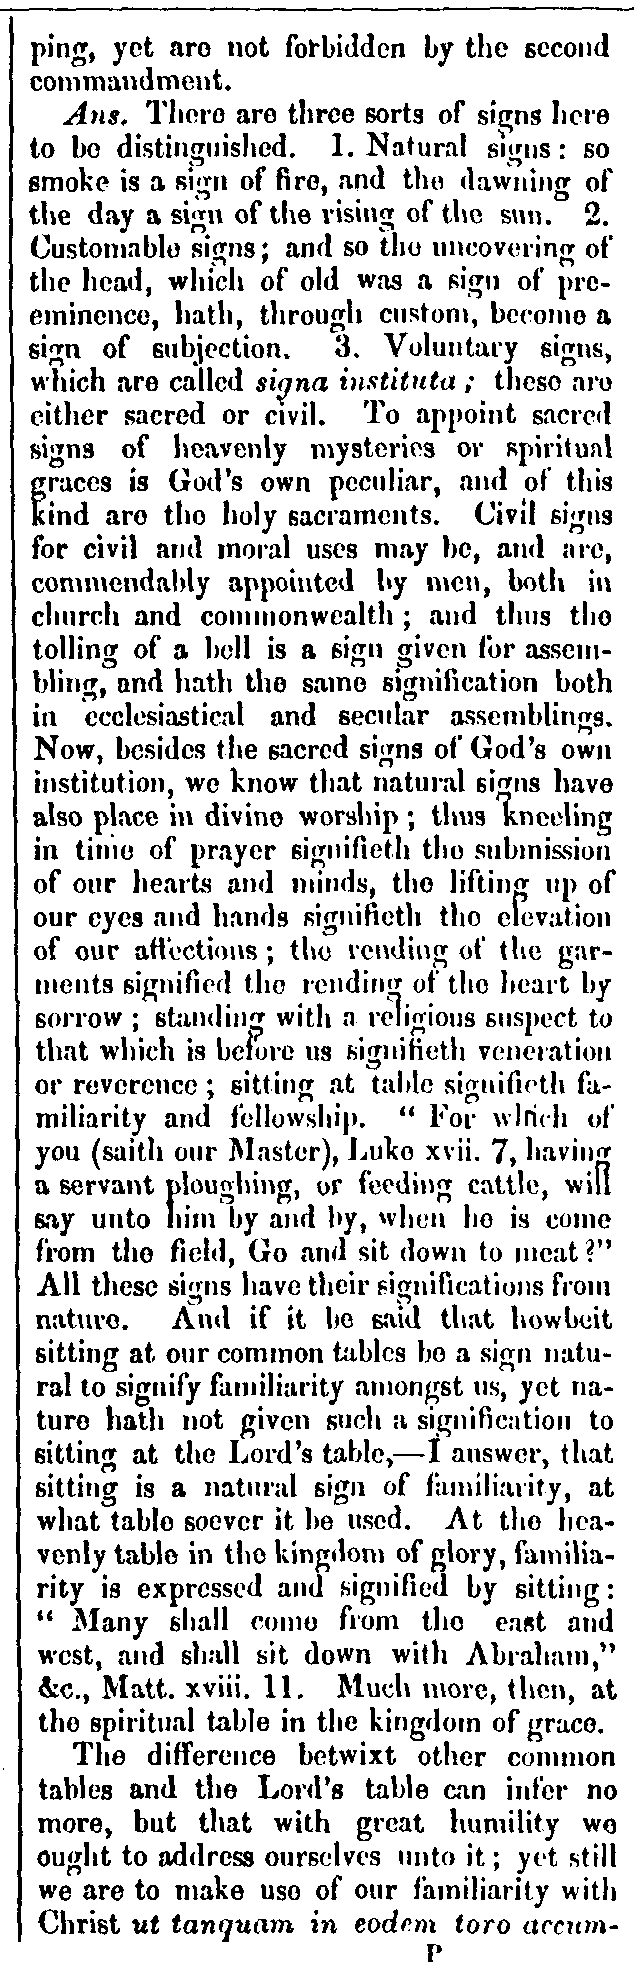 ping, yet are not forbidden by the second
commandment.
Ans. There are three sorts of signs here
to be distinguished. 1. Natural signs: so
smoke is a sign of fire, and the dawning of
the day a sign of the rising of the sun. 2.
Customable signs; and so the uncovering of
the head, which of old was a sign of pre-
eminence, hath, through custom, become a
sign of subjection. 3. Voluntary signs,
which are called signa instituta; these are
either sacred or civil. To appoint sacred
signs of heavenly mysteries or spiritual
graces is God's own peculiar, and of this
kind are the holy sacraments. Civil signs
for civil and moral uses may be, and are,
commendably appointed by men, both in
church and commonwealth; and thus the
tolling of a bell is a sign given for assem-
bling, and hath the same signification both
in ecclesiastical and secular assemblings.
Now, besides the sacred signs of God's own
institution, we know that natural signs have
also place in divine worship; thus kneeling
in time of prayer signifieth the submission
of our hearts and minds, the lifting up of
our eyes and hands signifieth the elevation
of our affections; the rending of the gar-
ments signified the rending of the heart by
sorrow; standing with a religious suspect to
that which is before us signifieth veneration
or reverence; sitting at table signifieth fa-
miliarity and fellowship. "For which of
you (saith our Master), Luke xvii. 7, having
a servant ploughing, or feeding cattle, will
say unto him by and by, when he is come
from the field, Go and sit down to meat?"
All these signs have their significations from
nature. And if it be said that howbeit
sitting at our common tables be a sign natu-
ral to signify familiarity amongst us, yet na-
ture hath not given such a signification to
sitting at the Lord's table,—I answer, that
sitting is a natural sign of familiarity, at
what table soever it be used. At the hea-
venly table in the kingdom of glory, familia-
rity is expressed and signified by sitting:
"Many shall come from the east and
west, and shall sit down with Abraham,"
&c., Matt. xviii. 11. Much more, then, at
the spiritual table in the kingdom of grace.
The difference betwixt other common
tables and the Lord's table can infer no
more, but that with great humility we
ought to address ourselves unto it; yet still
we are to make use of our familiarity with
Christ ut tanquam in eodem toro accum-
P